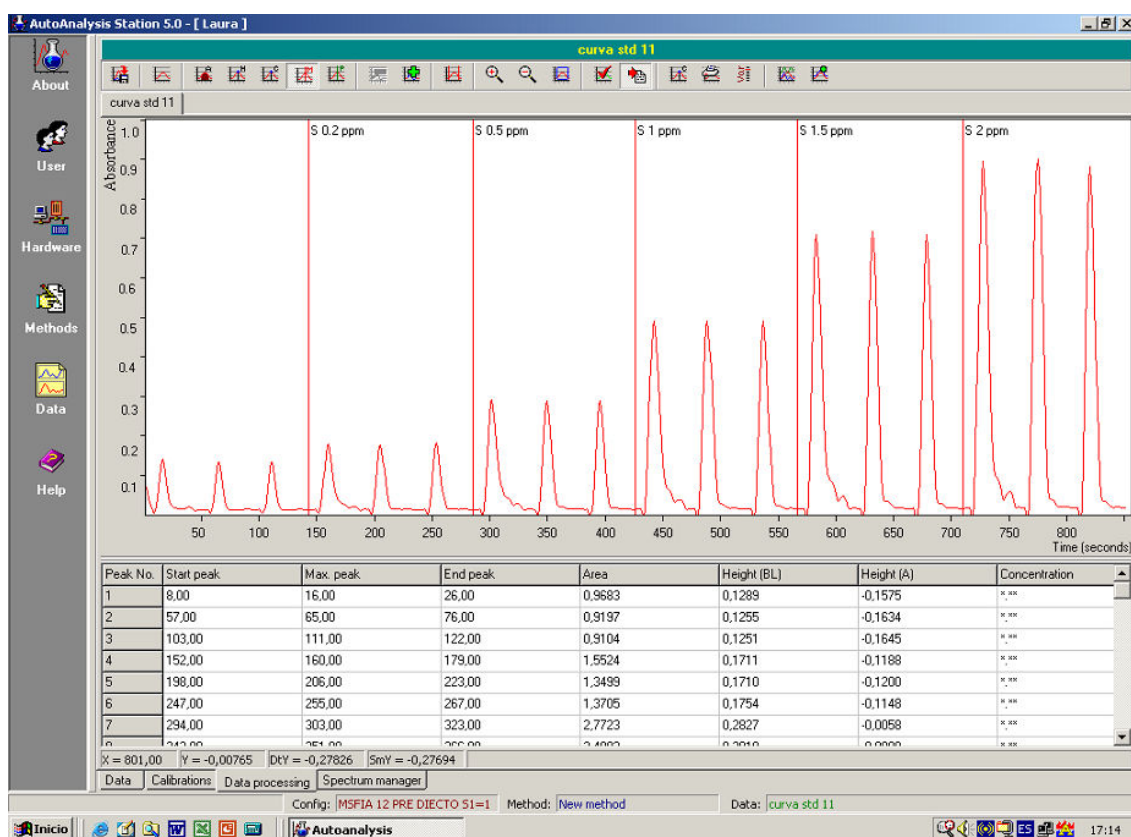 AutoAnalysis Station 5.0 - [ Laura ]
About
User
Hardware
Methods
Data
Help
curva std 11
curva std 11
Absorbance
1.0
0.9
0.8
0.7
0.6
0.5
0.4
0.3
0.2
0.1
S 0.2 ppm
S 0.5 ppm
S 1 ppm
S 1.5 ppm
S 2 ppm
50 100 150 200 250 300 350 400 450 500 550 600 650 700 750 800
Time (seconds)
Peak No. Start peak Max. peak End peak Area Height (BL) Height (A) Concentration
1 8,00 16,00 26,00 0,9683 0,1289 -0,1575 *,**
2 57,00 65,00 76,00 0,9197 0,1255 -0,1634 *,**
3 103,00 111,00 122,00 0,9104 0,1251 -0,1645 *,**
4 152,00 160,00 179,00 1,5524 0,1711 -0,1188 *,**
5 198,00 206,00 223,00 1,3499 0,1710 -0,1200 *,**
6 247,00 255,00 267,00 1,3705 0,1754 -0,1148 *,**
7 294,00 303,00 323,00 2,7723 0,2827 -0,0058 *,**
X = 801,00 Y = -0,00765 DtY = -0,27826 SmY = -0,27694
Data Calibrations Data processing Spectrum manager
Config: MSFIA 12 PRE DIECTO S1=1 Method: New method Data: curva std 11
Inicio Autoanalysis ES 17:14